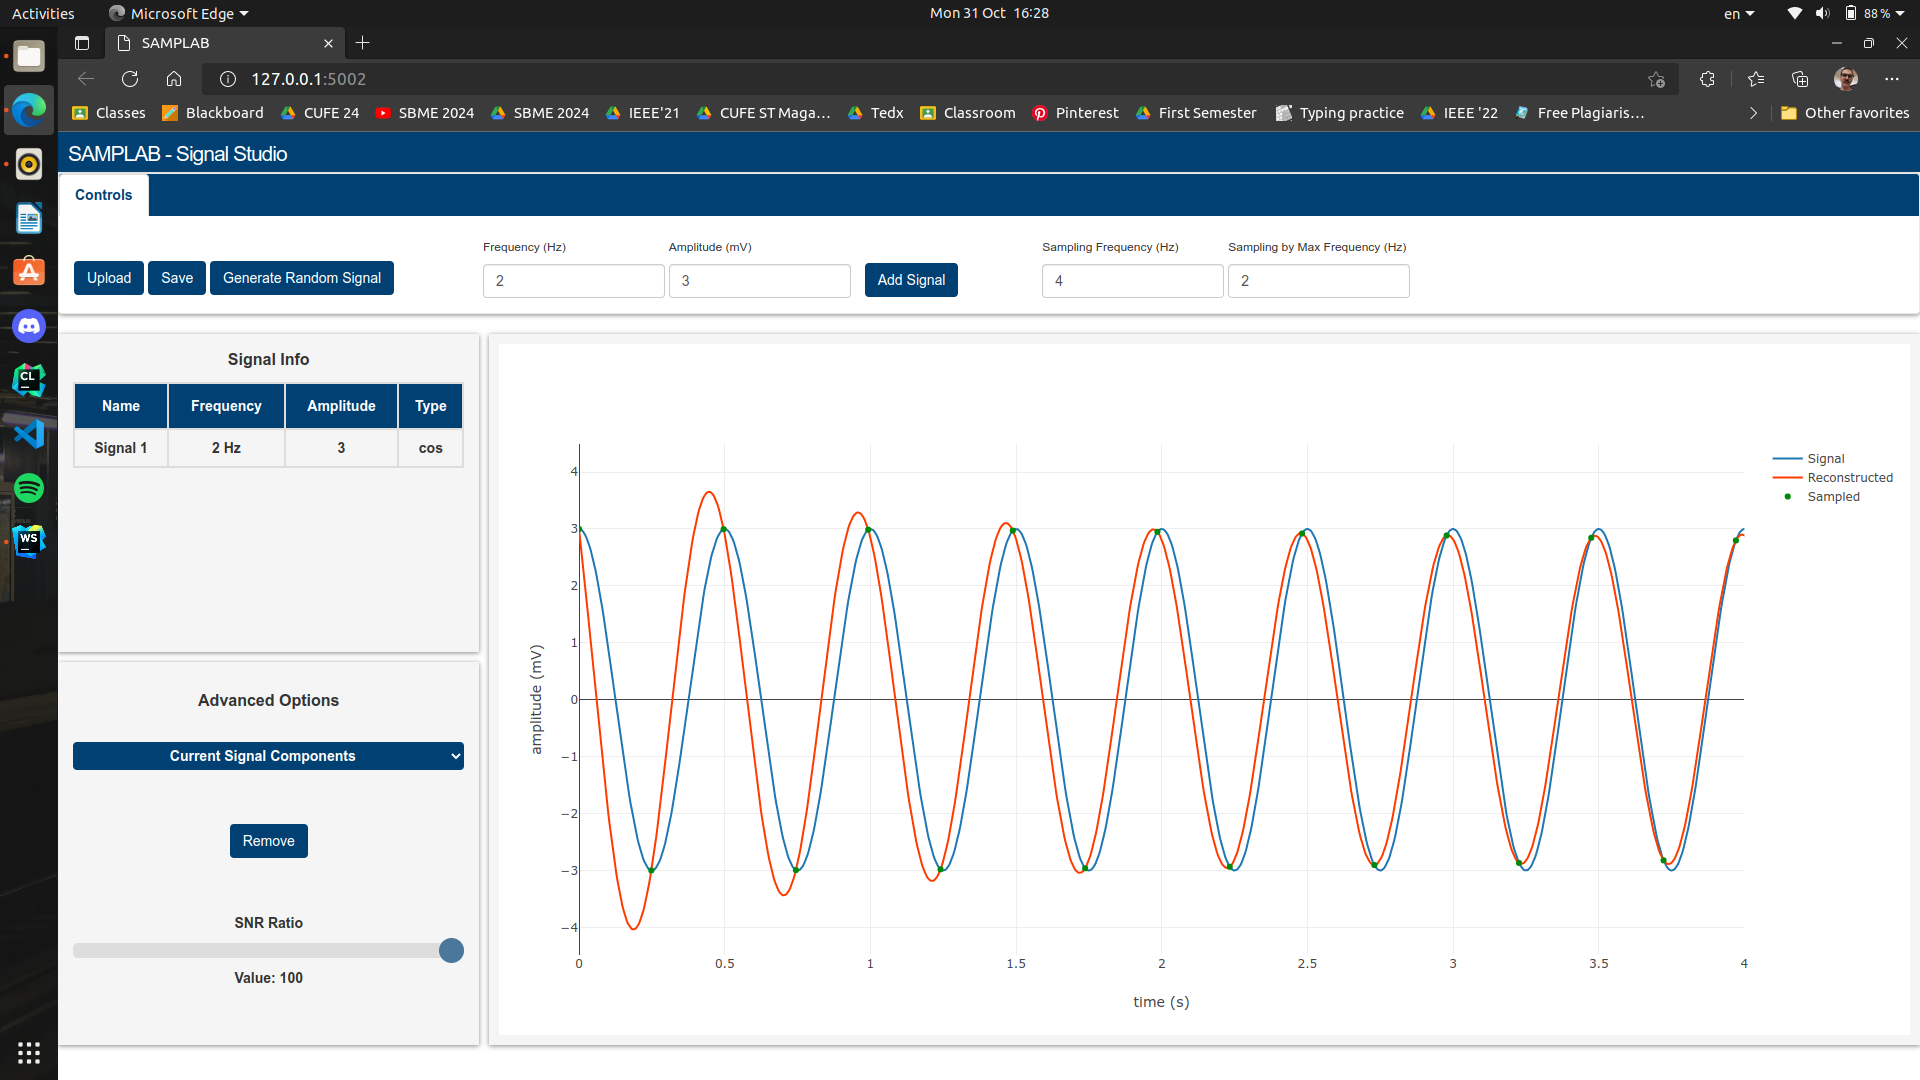 Activities Microsoft Edge Mon 31 Oct 16:28 en 88 %
SAMPLAB
127.0.0.1:5002
Classes Blackboard CUFE 24 SBME 2024 SBME 2024 IEEE'21 CUFE ST Maga… Tedx Classroom Pinterest First Semester Typing practice IEEE '22 Free Plagiaris… Other favorites
SAMPLAB - Signal Studio
Controls
Frequency (Hz) Amplitude (mV) Sampling Frequency (Hz) Sampling by Max Frequency (Hz)
Upload Save Generate Random Signal 2 3 Add Signal 4 2
Signal Info
Name Frequency Amplitude Type
Signal 1 2 Hz 3 cos
Advanced Options
Current Signal Components
Remove
SNR Ratio
Value: 100
Signal
Reconstructed
Sampled
4
3
2
1
0
−1
−2
−3
−4
amplitude (mV)
0 0.5 1 1.5 2 2.5 3 3.5 4
time (s)
CL
WS